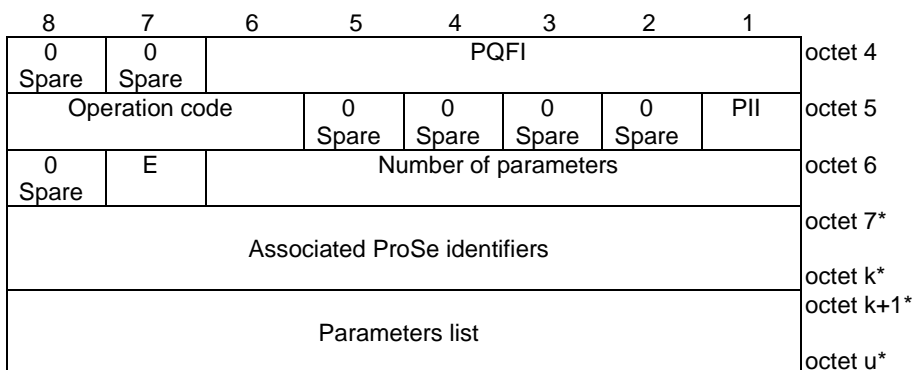 8 7 6 5 4 3 2 1
0 0 PQFI octet 4
Spare Spare
Operation code 0 0 0 0 PII octet 5
Spare Spare Spare Spare
0 E Number of parameters octet 6
Spare
octet 7*
Associated ProSe identifiers
octet k*
octet k+1*
Parameters list
octet u*